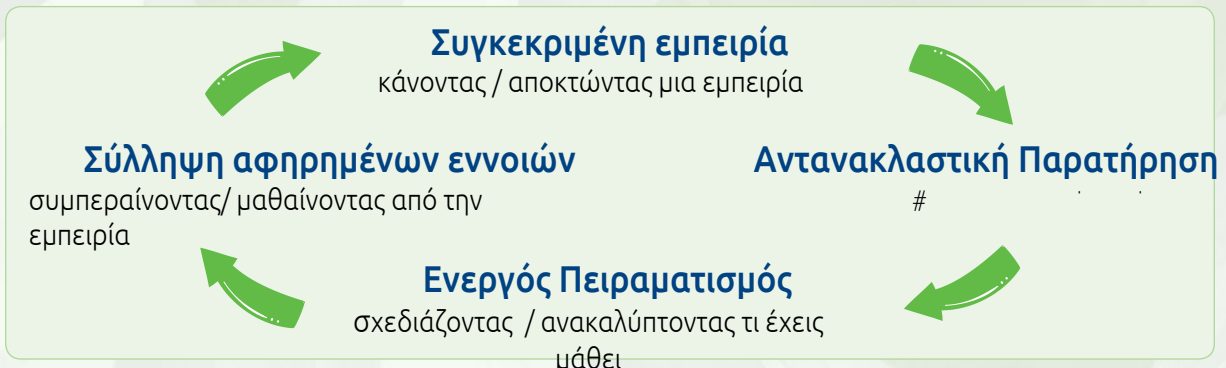 Συγκεκριμένη εμπειρία
κάνοντας / αποκτώντας μια εμπειρία
Σύλληψη αφηρημένων εννοιών
συμπεραίνοντας/ μαθαίνοντας από την
εμπειρία
Αντανακλαστική Παρατήρηση
#
Ενεργός Πειραματισμός
σχεδιάζοντας / ανακαλύπτοντας τι έχεις
μάθει